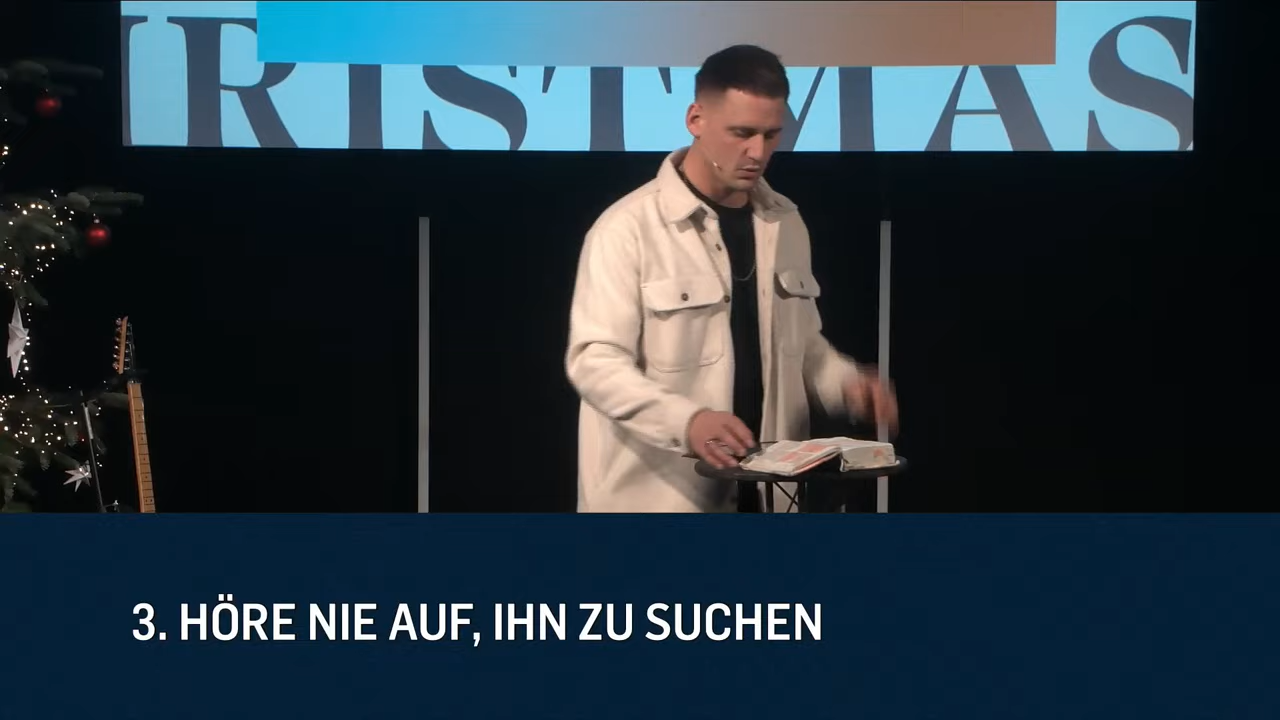 RISTMAS
3. HÖRE NIE AUF, IHN ZU SUCHEN